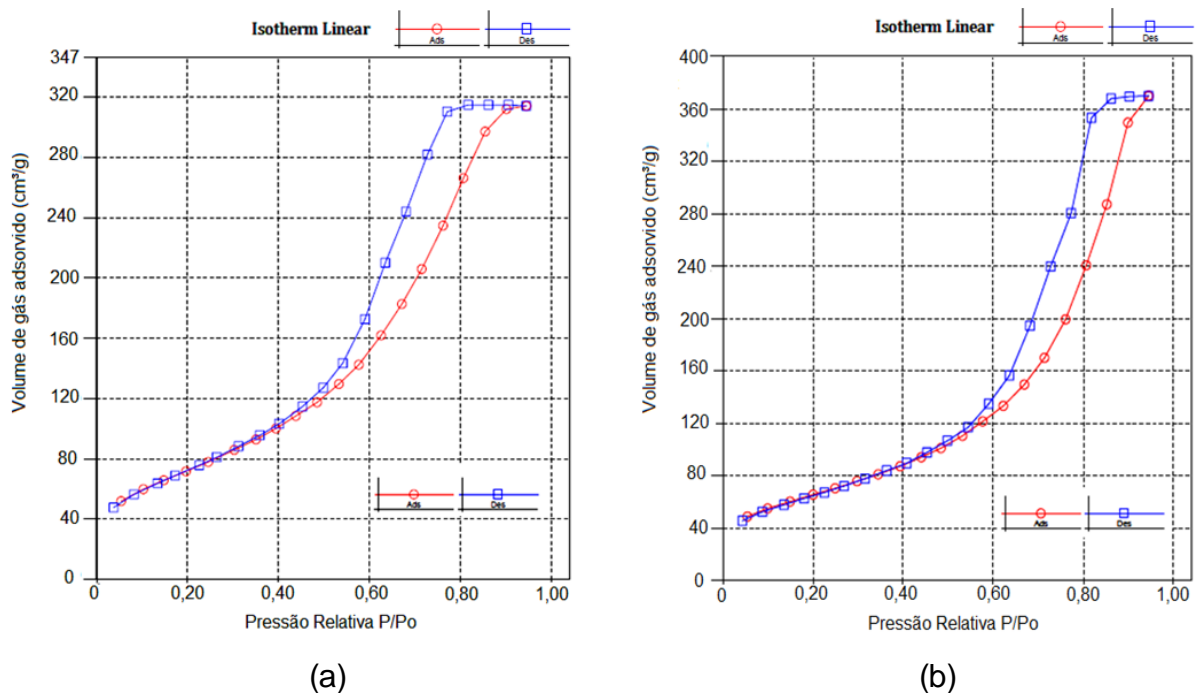 Isotherm Linear
Ads
Des
347
320
280
240
200
160
120
80
40
0
Volume de gás adsorvido (cm³/g)
Ads
Des
0
0,20
0,40
0,60
0,80
1,00
Pressão Relativa P/Po
(a)
Isotherm Linear
Ads
Des
400
360
320
280
240
200
160
120
80
40
0
Volume de gás adsorvido (cm³/g)
Ads
Des
0
0,20
0,40
0,60
0,80
1,00
Pressão Relativa P/Po
(b)